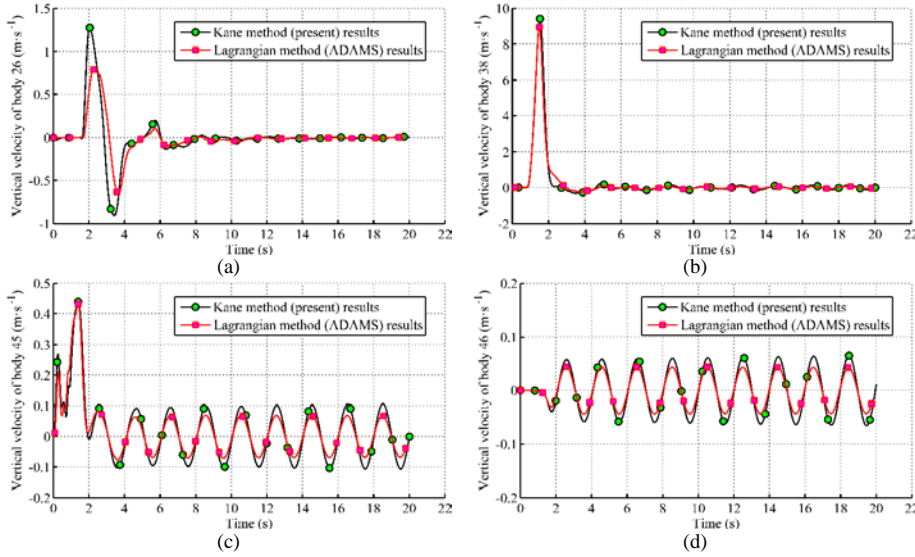 Vertical velocity of body 26 (m·s⁻¹)
1.5
1
0.5
0
-0.5
-1
0 2 4 6 8 10 12 14 16 18 20 22
Time (s)
Kane method (present) results
Lagrangian method (ADAMS) results
(a)
Vertical velocity of body 38 (m·s⁻¹)
10
8
6
4
2
0
-2
0 2 4 6 8 10 12 14 16 18 20 22
Time (s)
Kane method (present) results
Lagrangian method (ADAMS) results
(b)
Vertical velocity of body 45 (m·s⁻¹)
0.5
0.4
0.3
0.2
0.1
0
-0.1
-0.2
0 2 4 6 8 10 12 14 16 18 20 22
Time (s)
Kane method (present) results
Lagrangian method (ADAMS) results
(c)
Vertical velocity of body 46 (m·s⁻¹)
0.2
0.1
0
-0.1
-0.2
0 2 4 6 8 10 12 14 16 18 20 22
Time (s)
Kane method (present) results
Lagrangian method (ADAMS) results
(d)